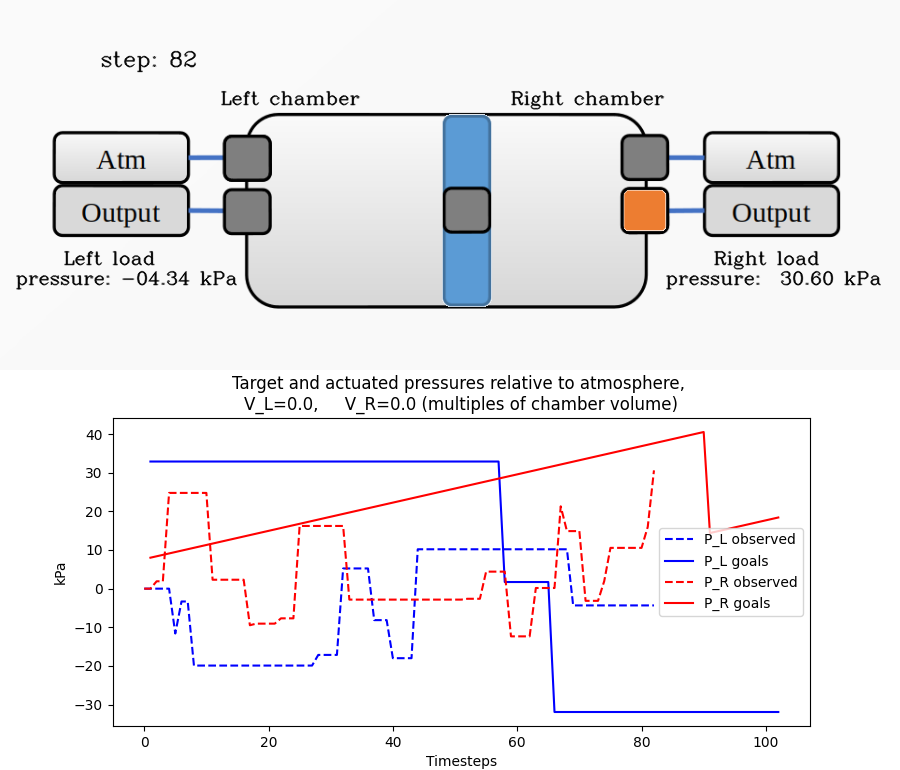 step: 82
Left chamber
Right chamber
Atm
Atm
Output
Output
Left load
pressure: -04.34 kPa
Right load
pressure: 30.60 kPa
Target and actuated pressures relative to atmosphere,
V_L=0.0, V_R=0.0 (multiples of chamber volume)
40
30
20
10
0
−10
−20
−30
kPa
P_L observed
P_L goals
P_R observed
P_R goals
0 20 40 60 80 100
Timesteps